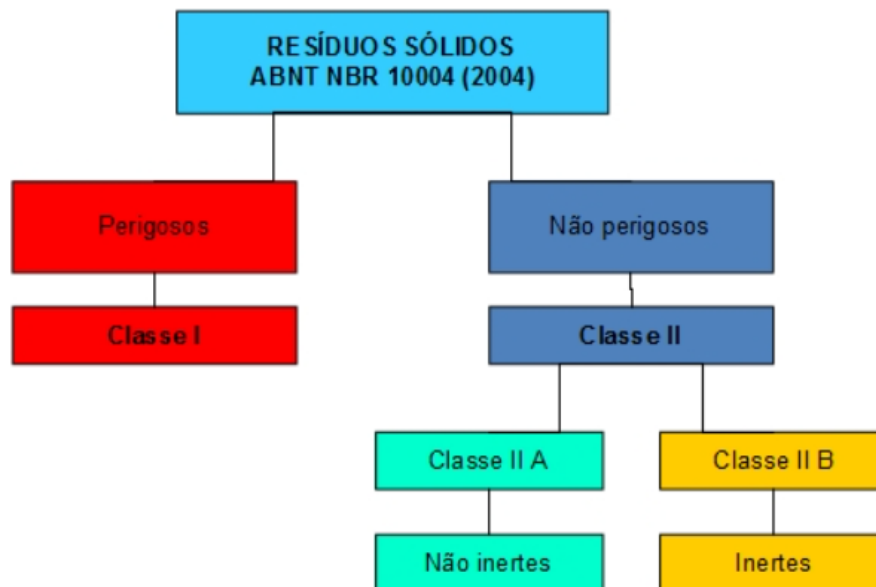 RESÍDUOS SÓLIDOS
ABNT NBR 10004 (2004)
Perigosos
Não perigosos
Classe I
Classe II
Classe II A
Classe II B
Não inertes
Inertes